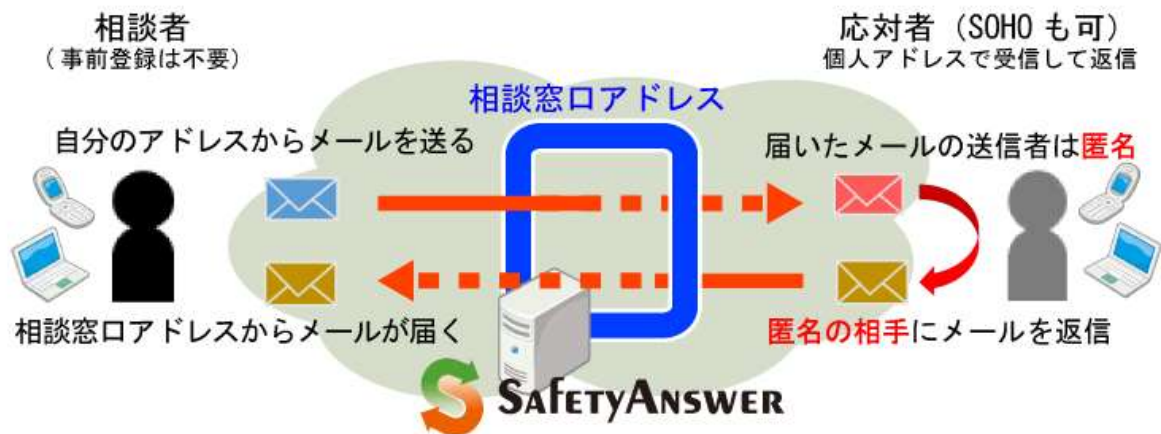 相談者
（事前登録は不要）
応対者（SOHOも可）
個人アドレスで受信して返信
相談窓口アドレス
自分のアドレスからメールを送る
届いたメールの送信者は匿名
相談窓口アドレスからメールが届く
匿名の相手にメールを返信
SAFETYANSWER